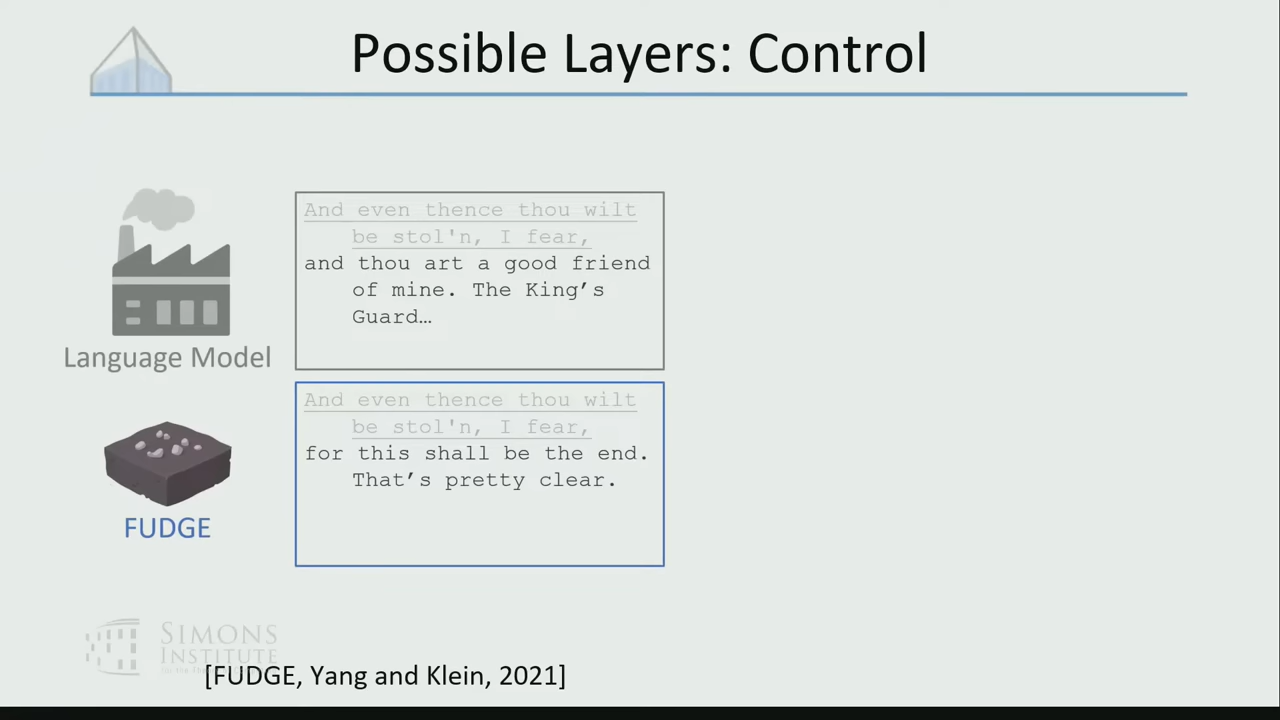 Possible Layers: Control
And even thence thou wilt
be stol'n, I fear,
and thou art a good friend
of mine. The King’s
Guard…
Language Model
And even thence thou wilt
be stol'n, I fear,
for this shall be the end.
That’s pretty clear.
FUDGE
SIMONS
INSTITUTE
[FUDGE, Yang and Klein, 2021]